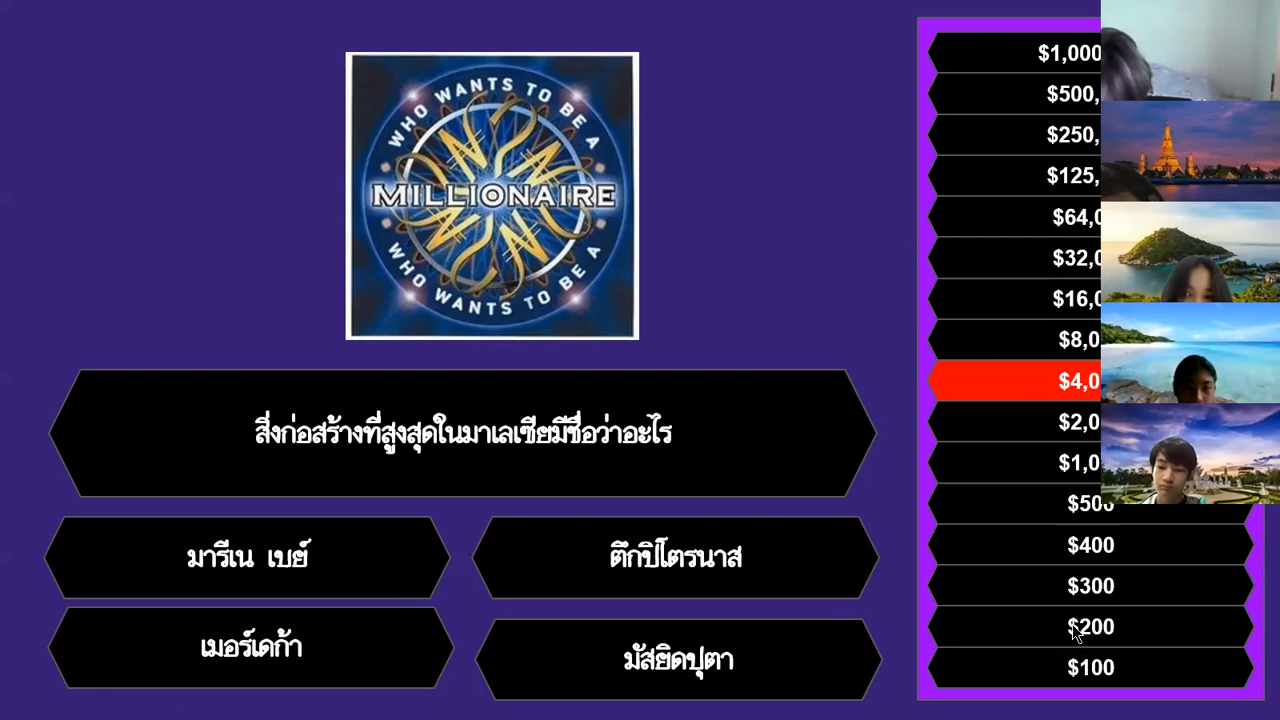 WHO WANTS TO BE A
MILLIONAIRE
WHO WANTS TO BE A
สิ่งก่อสร้างที่สูงสุดในมาเลเซียมีชื่อว่าอะไร
มารีเน เบย์
ตึกปิโตรนาส
เมอร์เดก้า
มัสยิดปุตา
$1,000
$500,
$250,
$125,
$64,0
$32,0
$16,0
$8,0
$4,0
$2,0
$1,0
$500
$400
$300
$200
$100